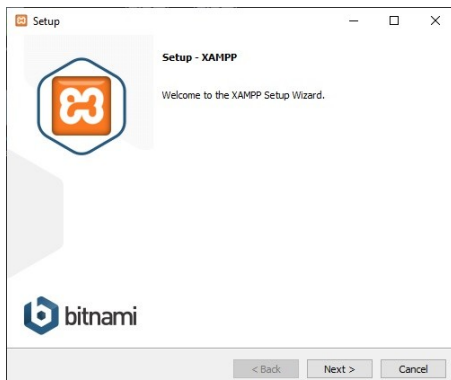 Setup
Setup - XAMPP
Welcome to the XAMPP Setup Wizard.
bitnami
< Back
Next >
Cancel